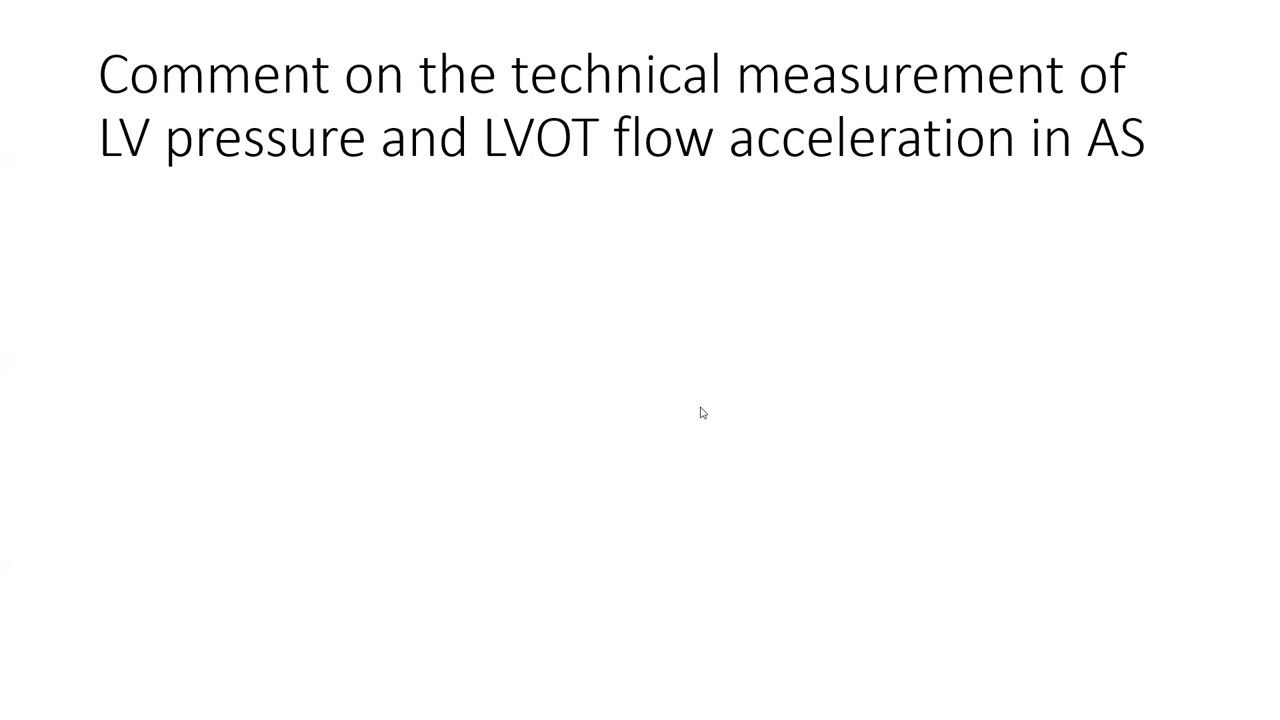 Comment on the technical measurement of
LV pressure and LVOT flow acceleration in AS